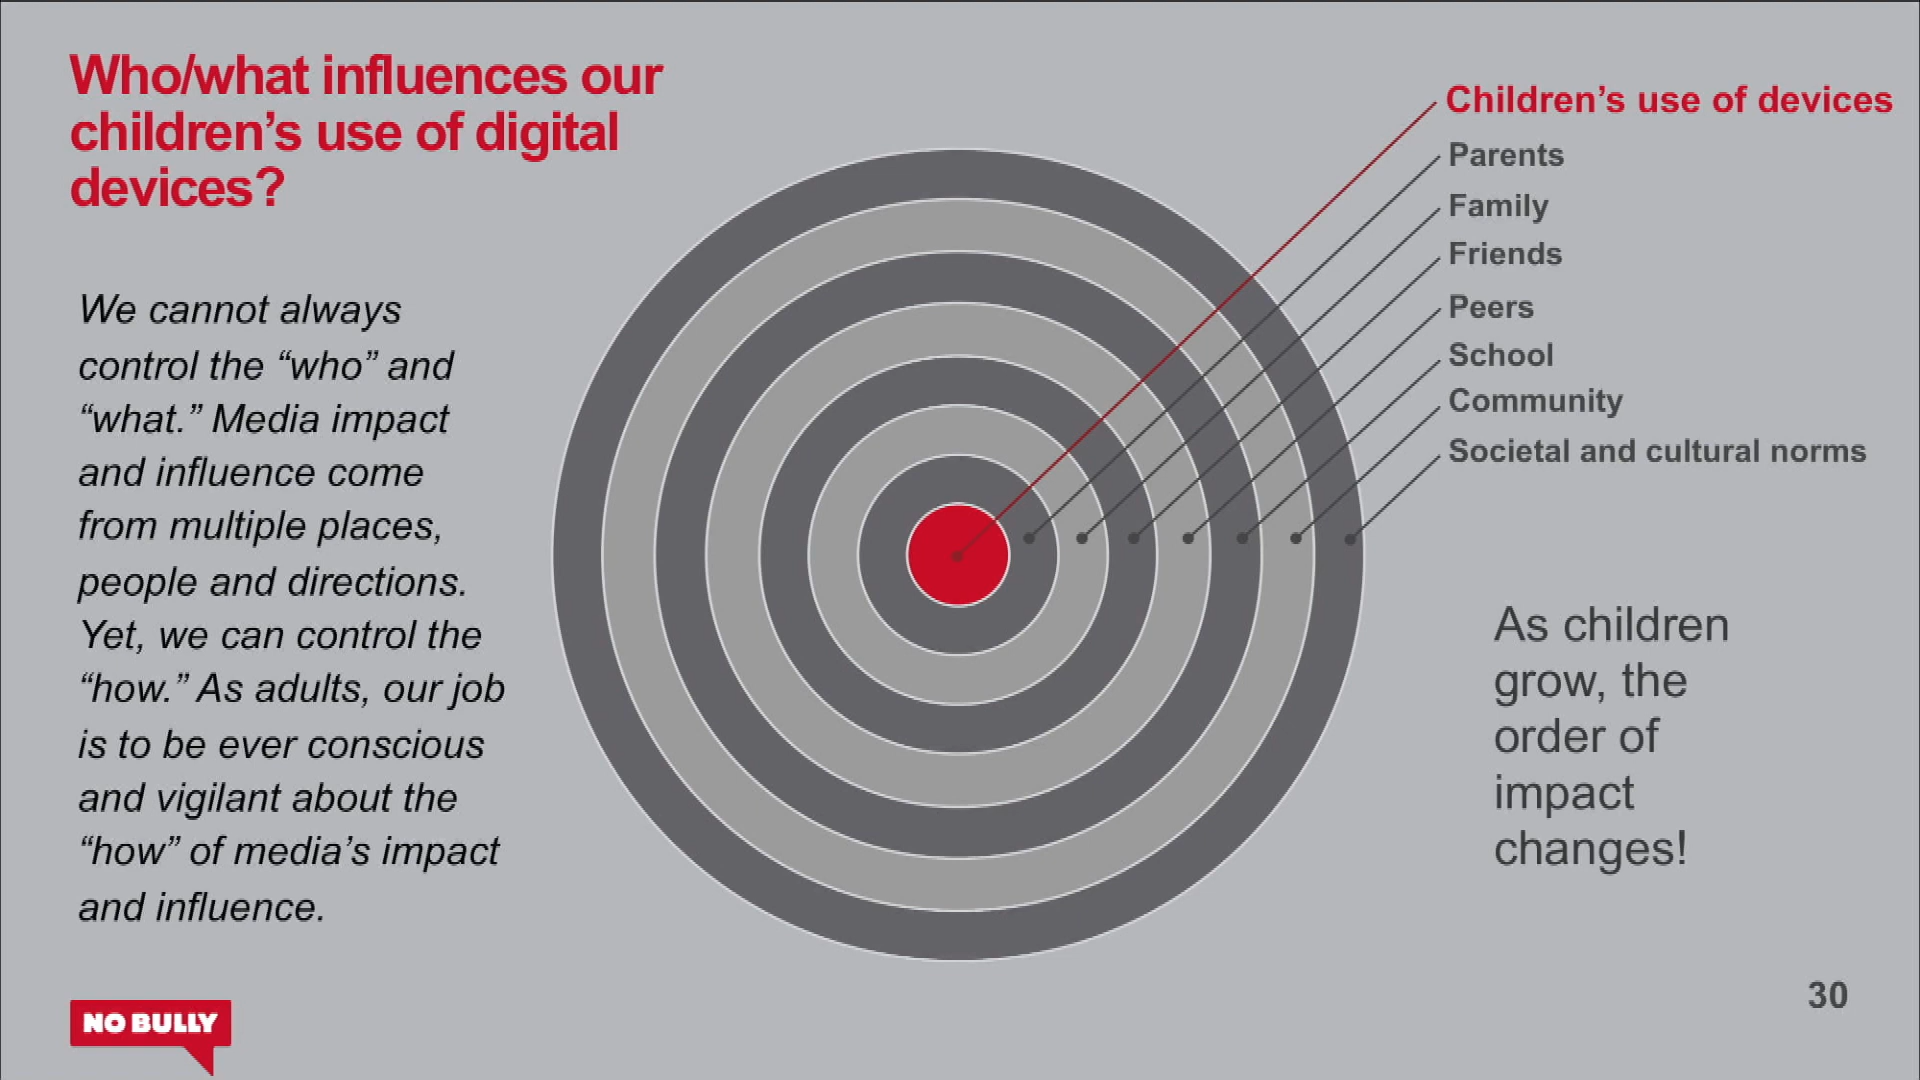 Who/what influences our
children’s use of digital
devices?
We cannot always
control the “who” and
“what.” Media impact
and influence come
from multiple places,
people and directions.
Yet, we can control the
“how.” As adults, our job
is to be ever conscious
and vigilant about the
“how” of media’s impact
and influence.
Children’s use of devices
Parents
Family
Friends
Peers
School
Community
Societal and cultural norms
As children
grow, the
order of
impact
changes!
NO BULLY
30